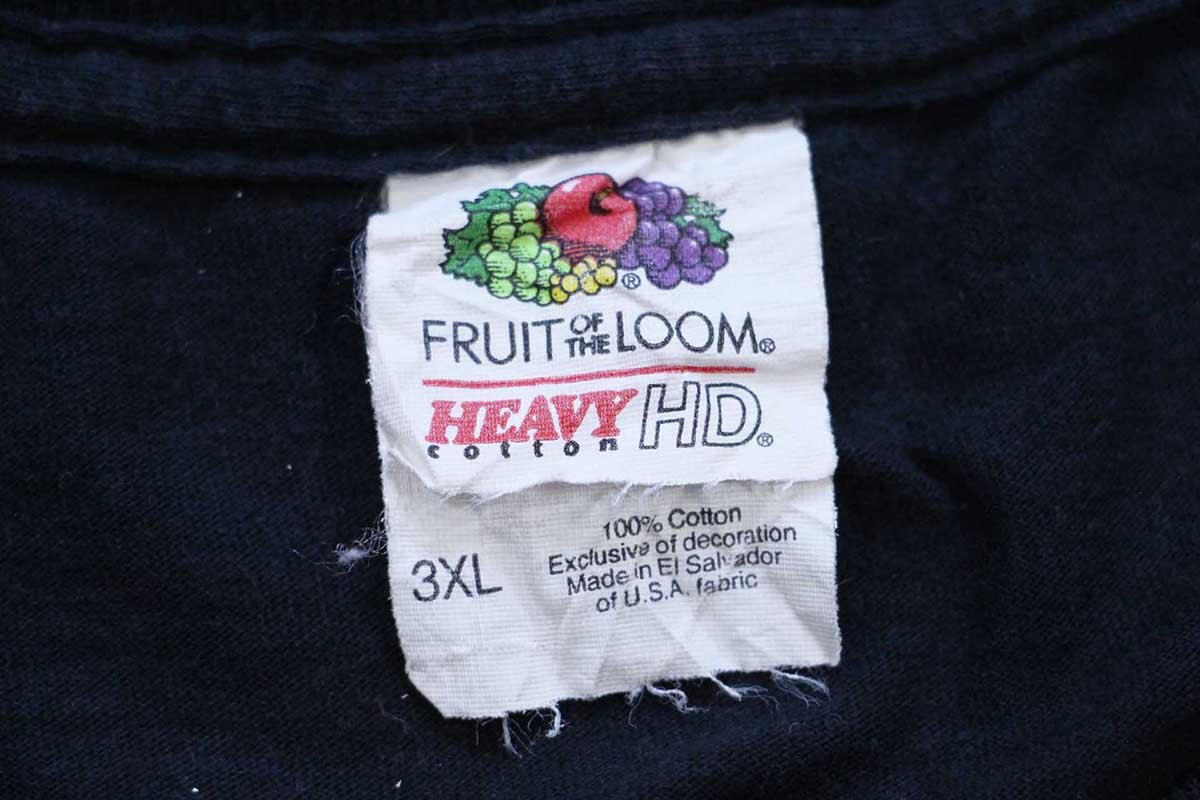 ®
FRUIT OF THE LOOM®
HEAVY cotton HD®
3XL
100% Cotton
Exclusive of decoration
Made in El Salvador
of U.S.A. fabric